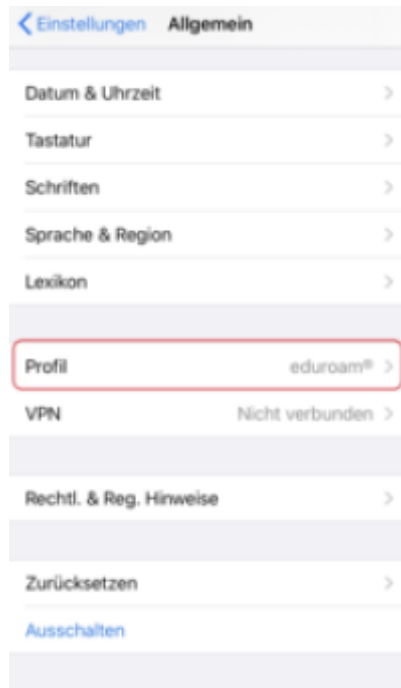 Einstellungen Allgemein
Datum & Uhrzeit
Tastatur
Schriften
Sprache & Region
Lexikon
Profil eduroam®
VPN Nicht verbunden
Rechtl. & Reg. Hinweise
Zurücksetzen
Ausschalten